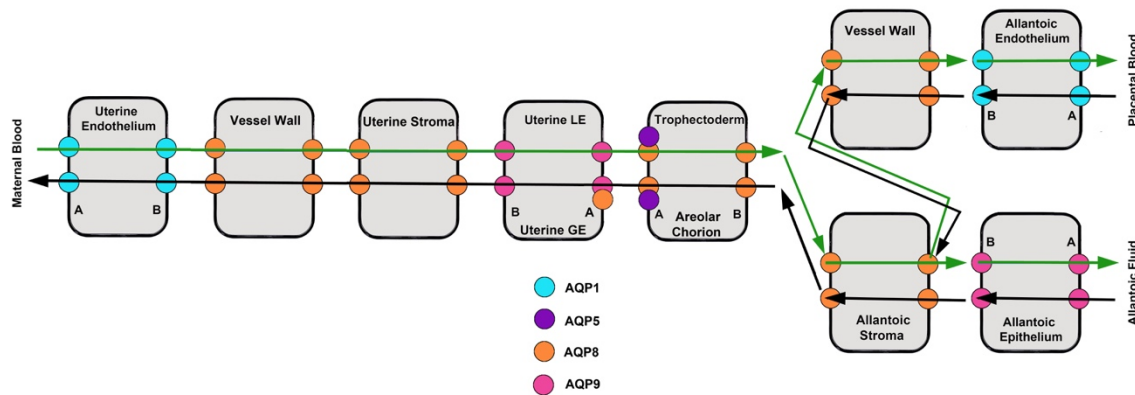 Maternal Blood
Uterine
Endothelium
A
B
Vessel Wall
Uterine Stroma
Uterine LE
B
A
Uterine GE
Trophectoderm
A
B
Areolar
Chorion
Vessel Wall
Allantoic
Endothelium
B
A
Placental Blood
Allantoic
Stroma
B
A
Allantoic
Epithelium
Allantoic Fluid
AQP1
AQP5
AQP8
AQP9